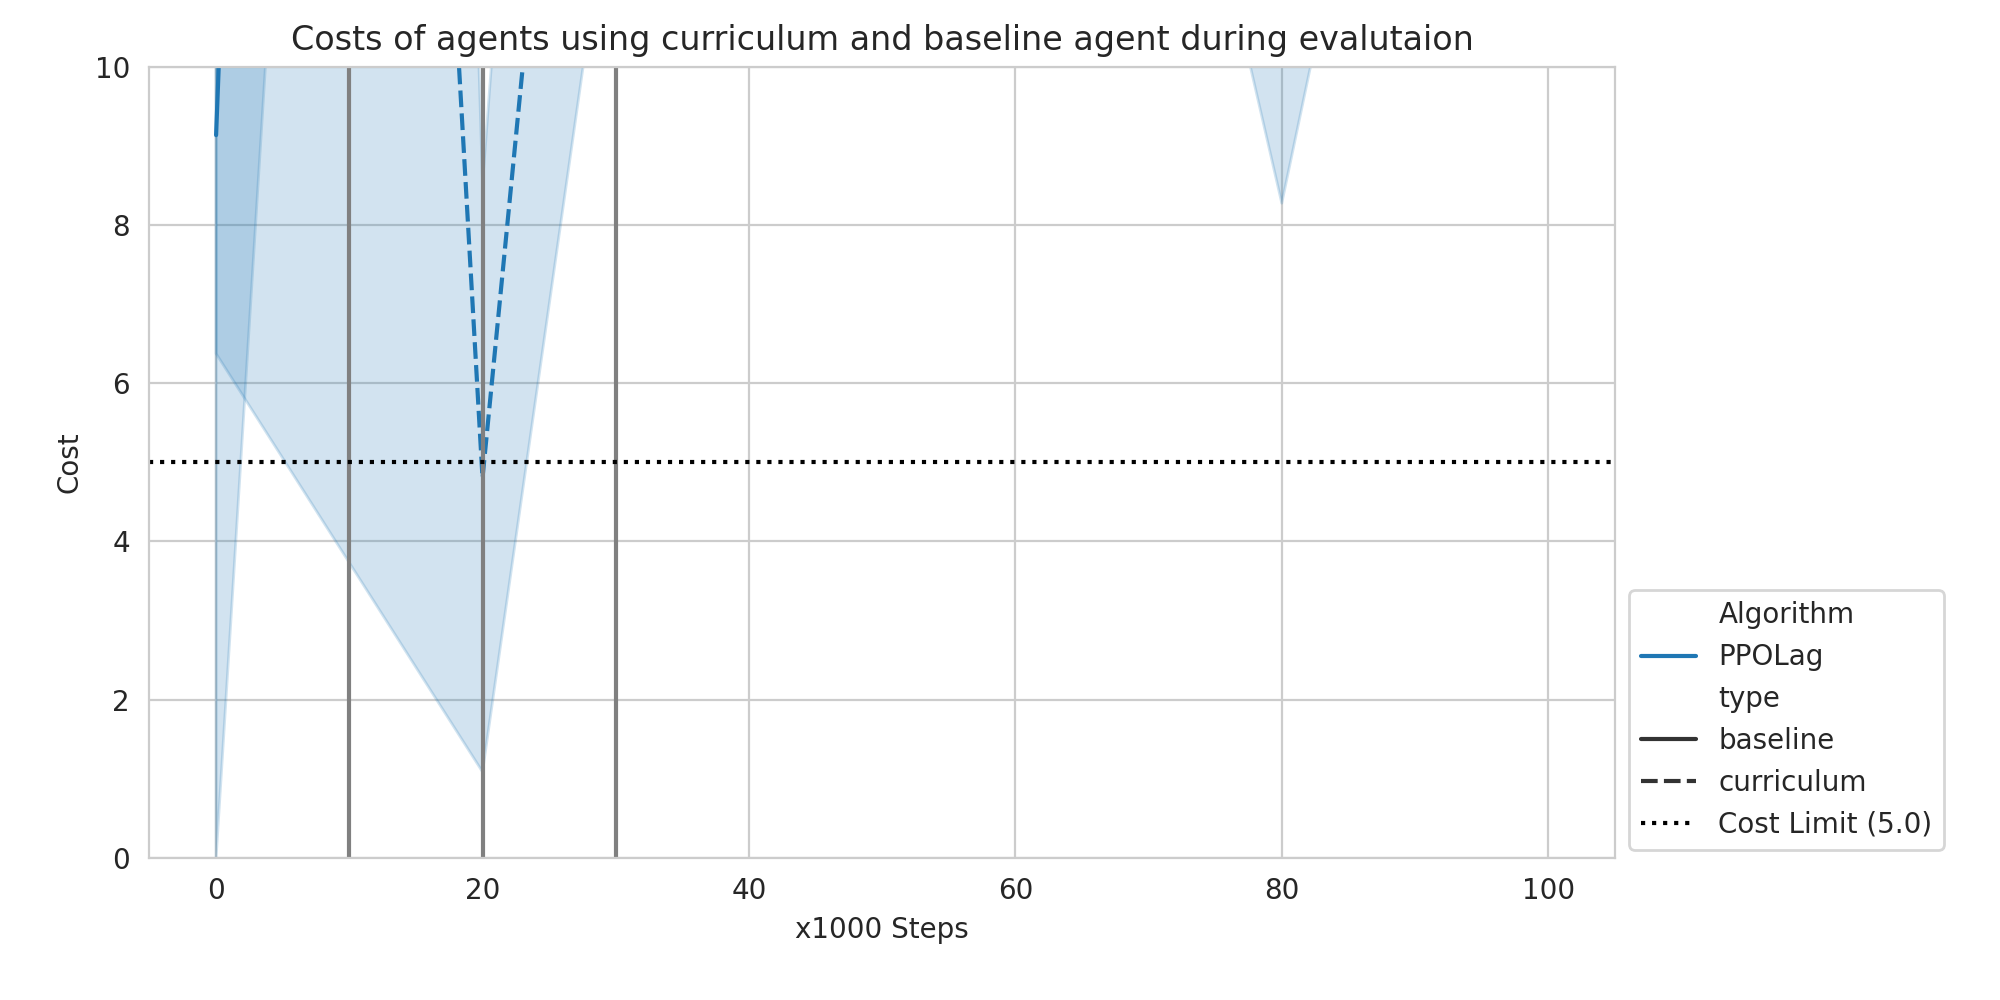 Costs of agents using curriculum and baseline agent during evalutaion
10
8
6
4
2
0
Cost
0 20 40 60 80 100
x1000 Steps
Algorithm
PPOLag
type
baseline
curriculum
Cost Limit (5.0)